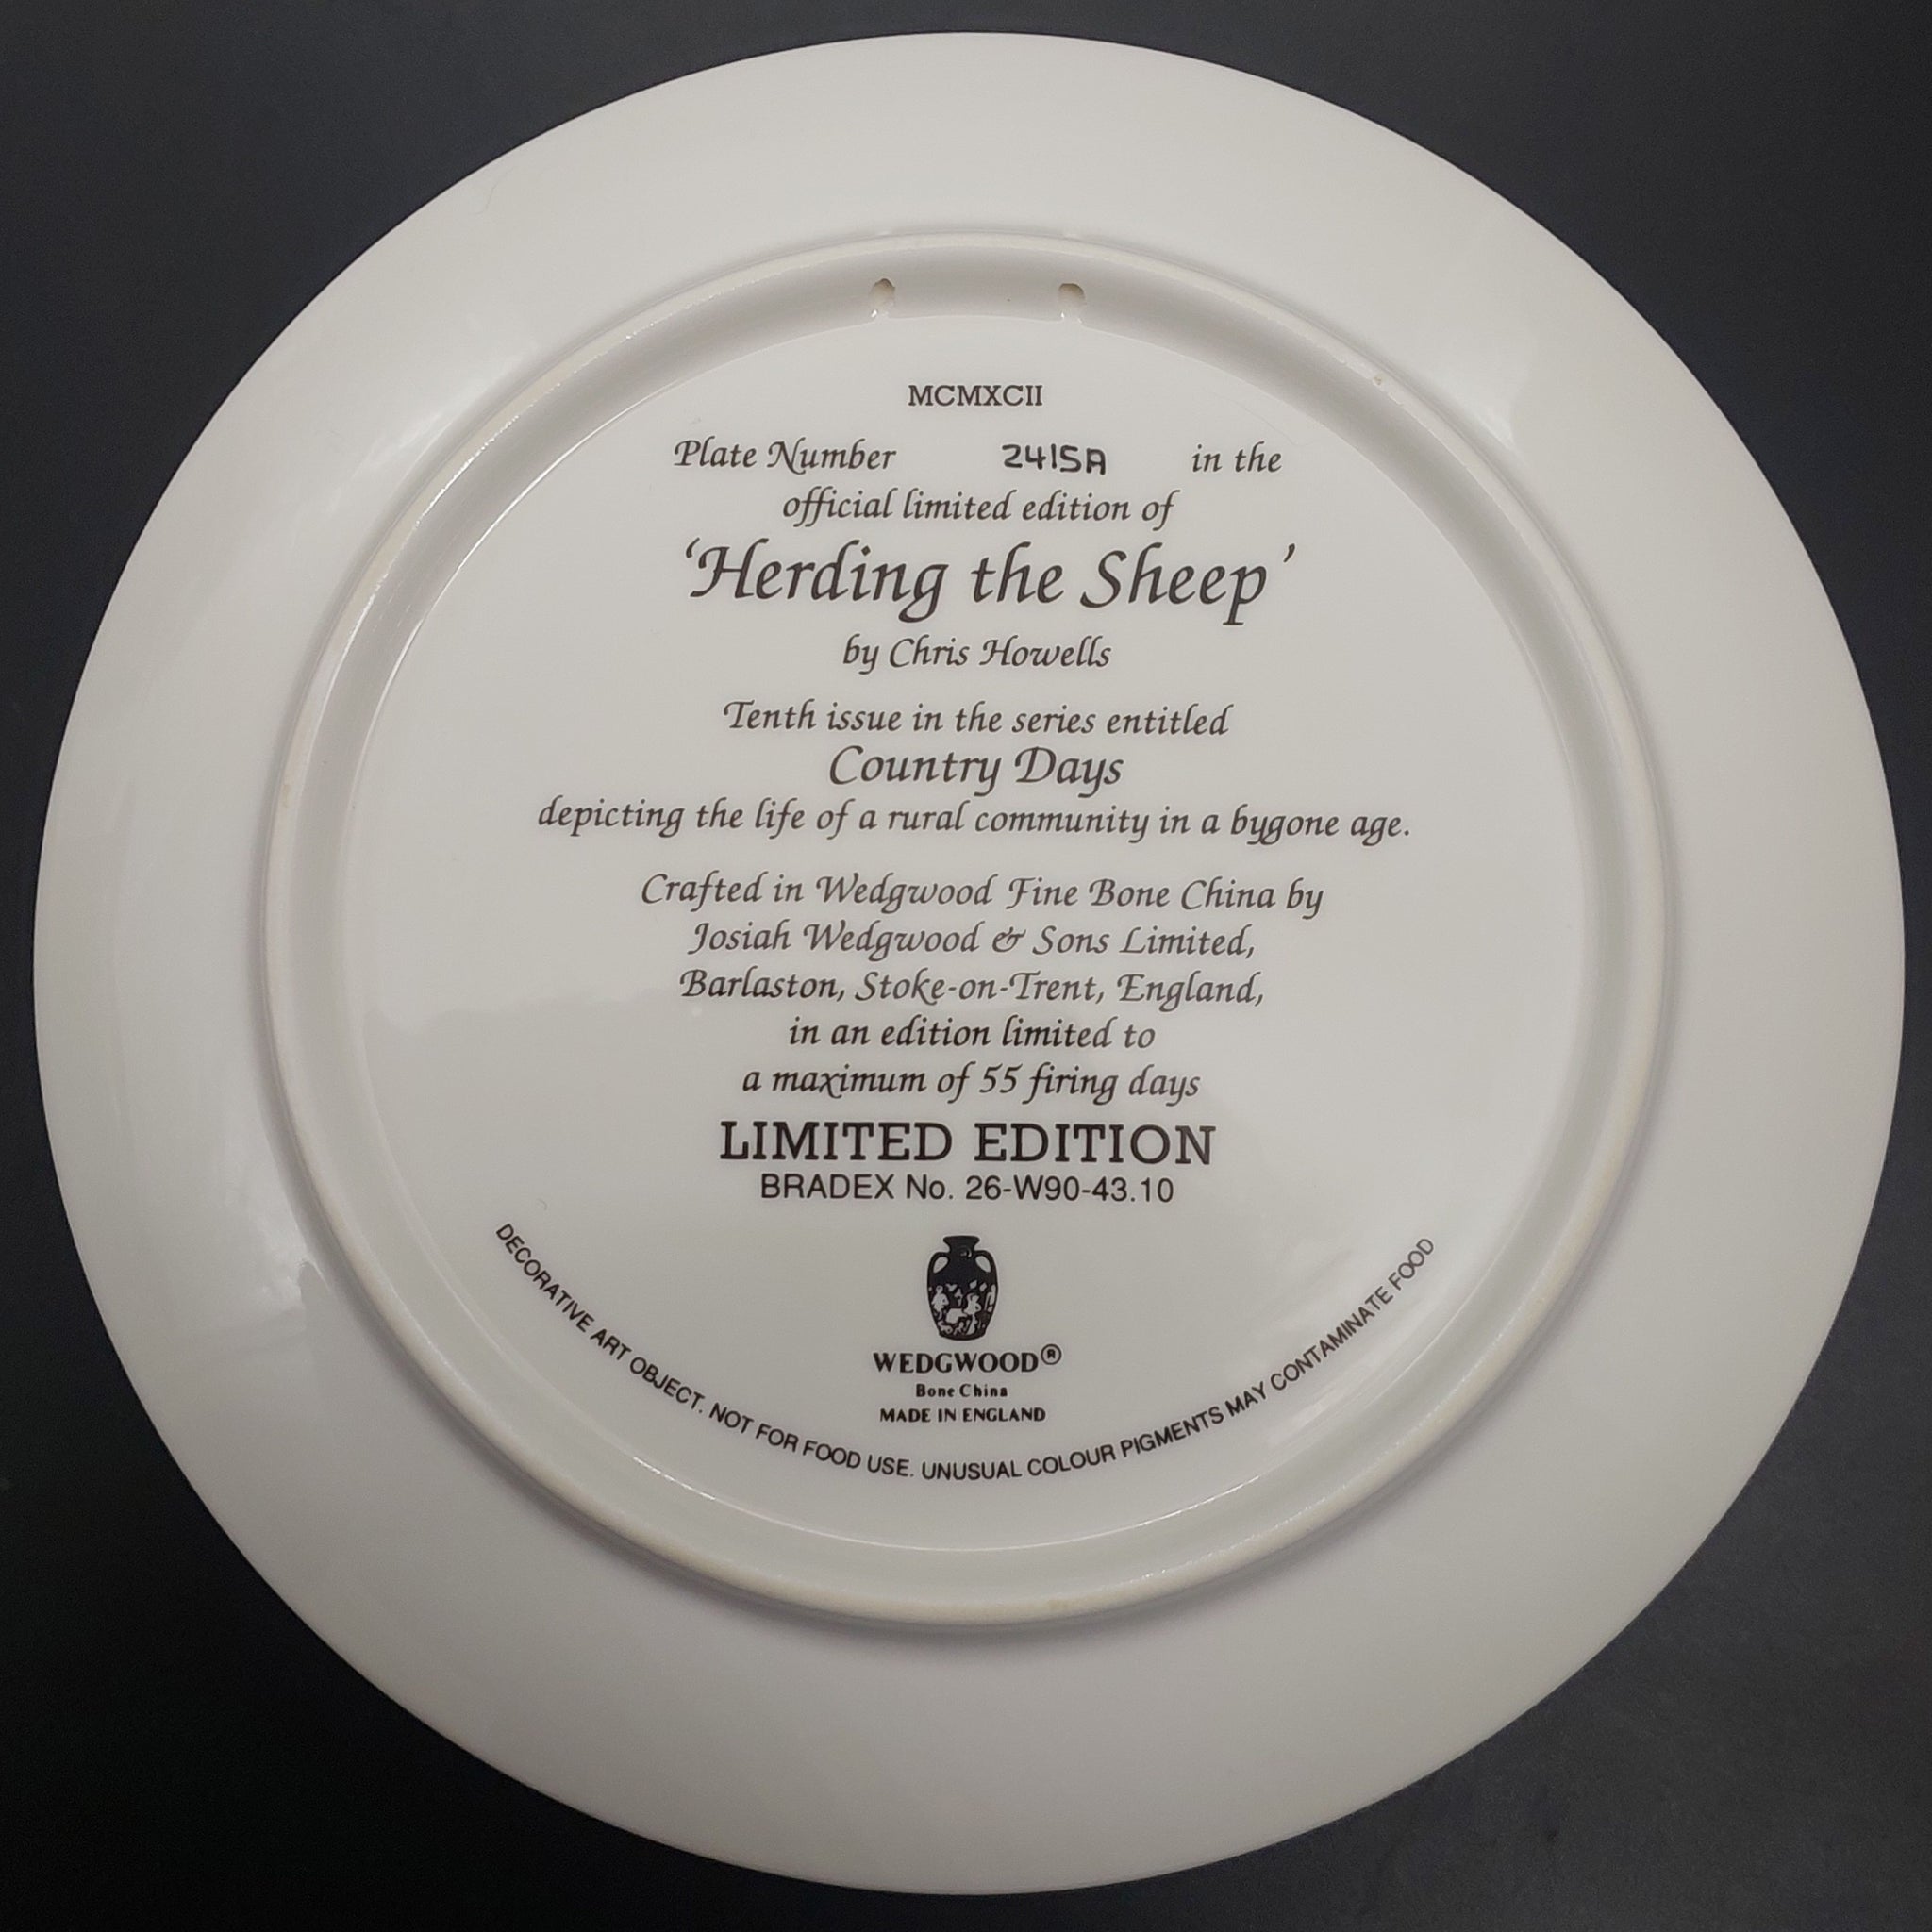 MCMXCII
Plate Number 2415A in the
official limited edition of
‘Herding the Sheep’
by Chris Howells
Tenth issue in the series entitled
Country Days
depicting the life of a rural community in a bygone age.
Crafted in Wedgwood Fine Bone China by
Josiah Wedgwood & Sons Limited,
Barlaston, Stoke-on-Trent, England,
in an edition limited to
a maximum of 55 firing days
LIMITED EDITION
BRADEX No. 26-W90-43.10
WEDGWOOD®
Bone China
MADE IN ENGLAND
DECORATIVE ART OBJECT. NOT FOR FOOD USE. UNUSUAL COLOUR PIGMENTS MAY CONTAMINATE FOOD